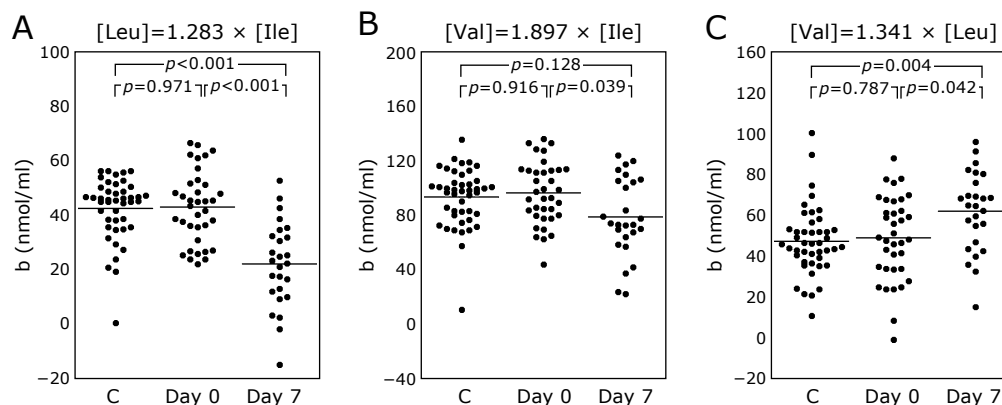 A
[Leu]=1.283 × [Ile]
b (nmol/ml)
100
80
60
40
20
0
−20
p<0.001
p=0.971
p<0.001
C
Day 0
Day 7
B
[Val]=1.897 × [Ile]
b (nmol/ml)
200
160
120
80
40
0
−40
p=0.128
p=0.916
p=0.039
C
Day 0
Day 7
C
[Val]=1.341 × [Leu]
b (nmol/ml)
160
140
120
100
80
60
40
20
0
−20
p=0.004
p=0.787
p=0.042
C
Day 0
Day 7